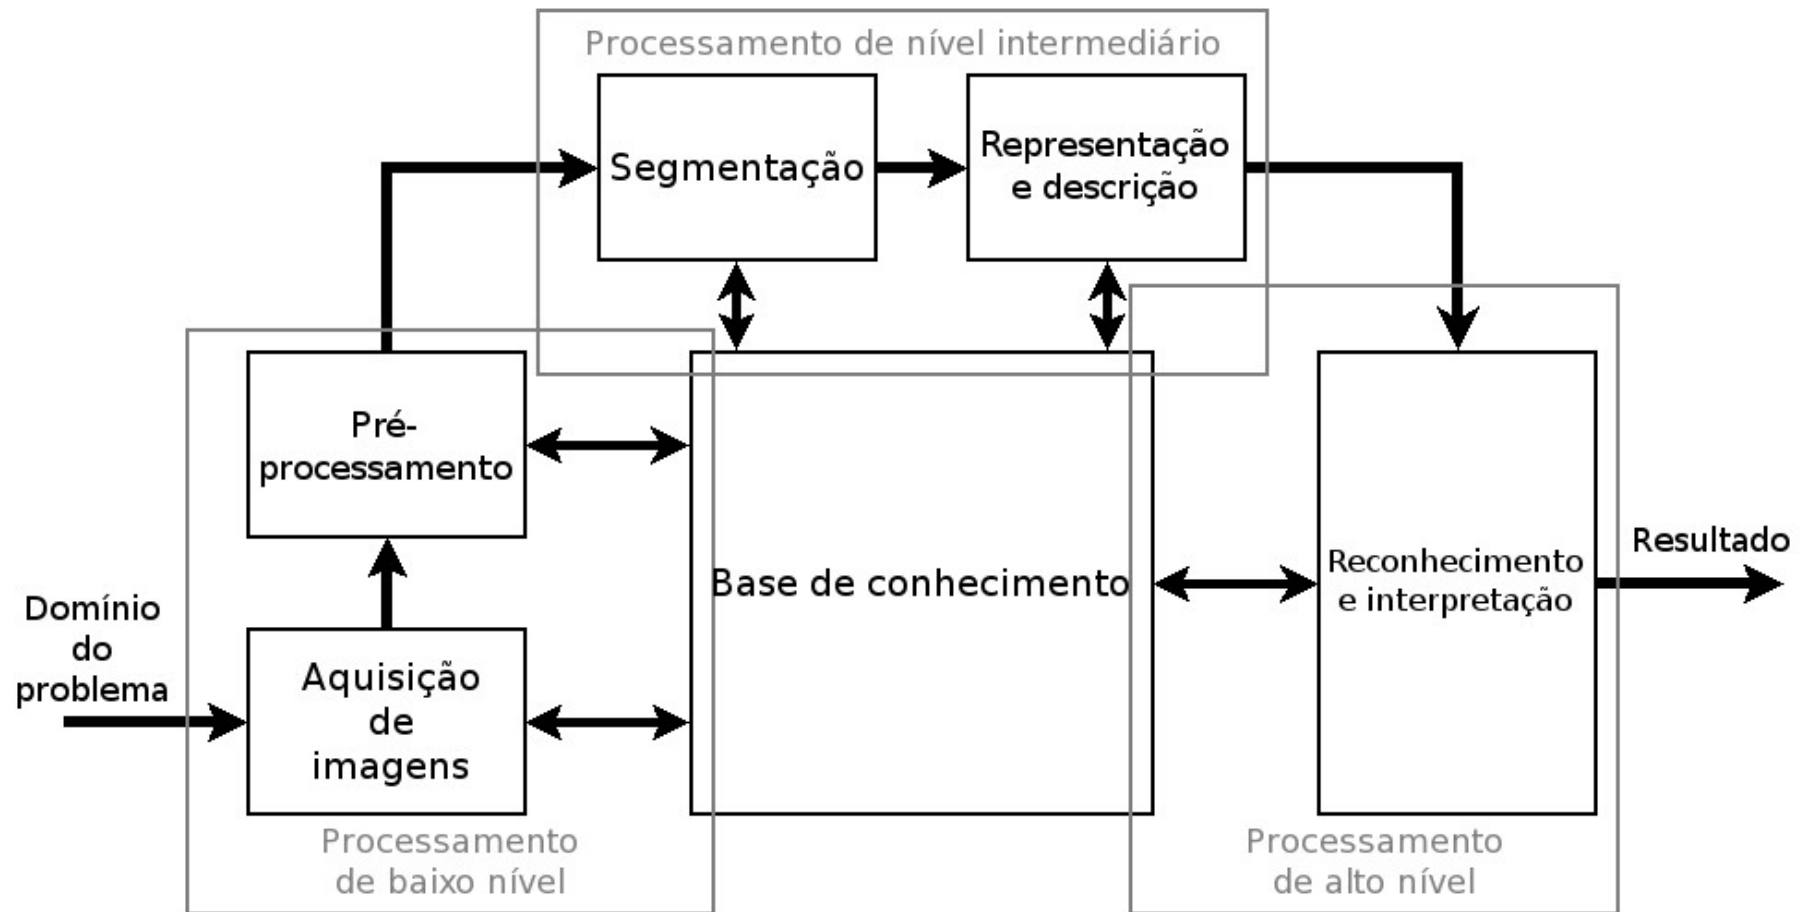 Processamento de nível intermediário
Segmentação
Representação
e descrição
Pré-
processamento
Domínio
do
problema
Aquisição
de
imagens
Base de conhecimento
Reconhecimento
e interpretação
Resultado
Processamento
de baixo nível
Processamento
de alto nível